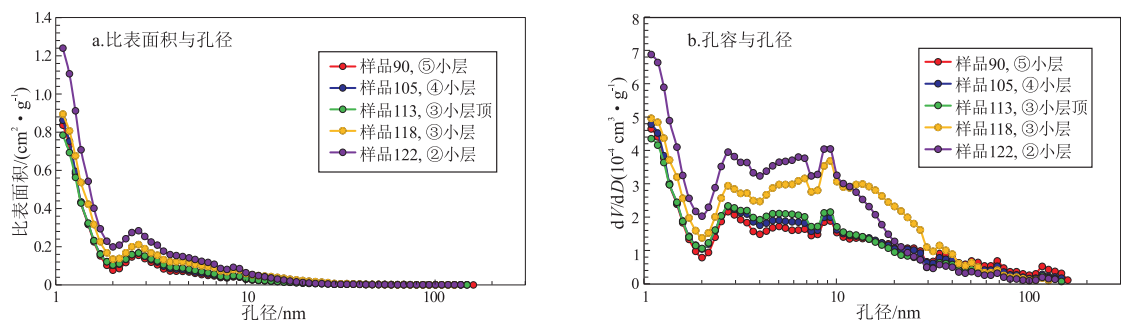 a.比表面积与孔径
样品90, ⑤小层
样品105, ④小层
样品113, ③小层顶
样品118, ③小层
样品122, ②小层
比表面积/(cm²·g⁻¹)
1.4
1.2
1.0
0.8
0.6
0.4
0.2
0
1 10 100
孔径/nm
b.孔容与孔径
样品90, ⑤小层
样品105, ④小层
样品113, ③小层顶
样品118, ③小层
样品122, ②小层
dV/dD(10⁻⁴ cm³·g⁻¹)
8
7
6
5
4
3
2
1
0
1 10 100
孔径/nm